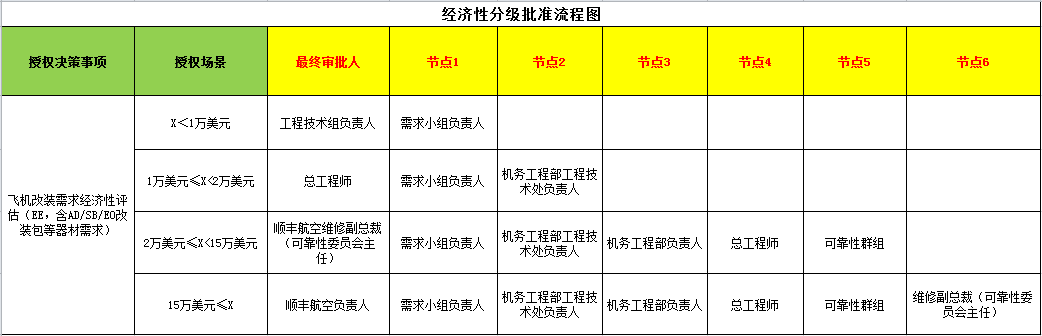 经济性分级批准流程图
授权决策事项 授权场景 最终审批人 节点1 节点2 节点3 节点4 节点5 节点6
飞机改装需求经济性评
估（EE，含AD/SB/EO改
装包等器材需求）
X＜1万美元 工程技术组负责人 需求小组负责人
1万美元≤X<2万美元 总工程师 需求小组负责人 机务工程部工程技
术处负责人
2万美元≤X<15万美元 顺丰航空维修副总裁
（可靠性委员会主
任） 需求小组负责人 机务工程部工程技
术处负责人 机务工程部负责人 总工程师 可靠性群组
15万美元≤X 顺丰航空负责人 需求小组负责人 机务工程部工程技
术处负责人 机务工程部负责人 总工程师 可靠性群组 维修副总裁（可靠性委
员会主任）